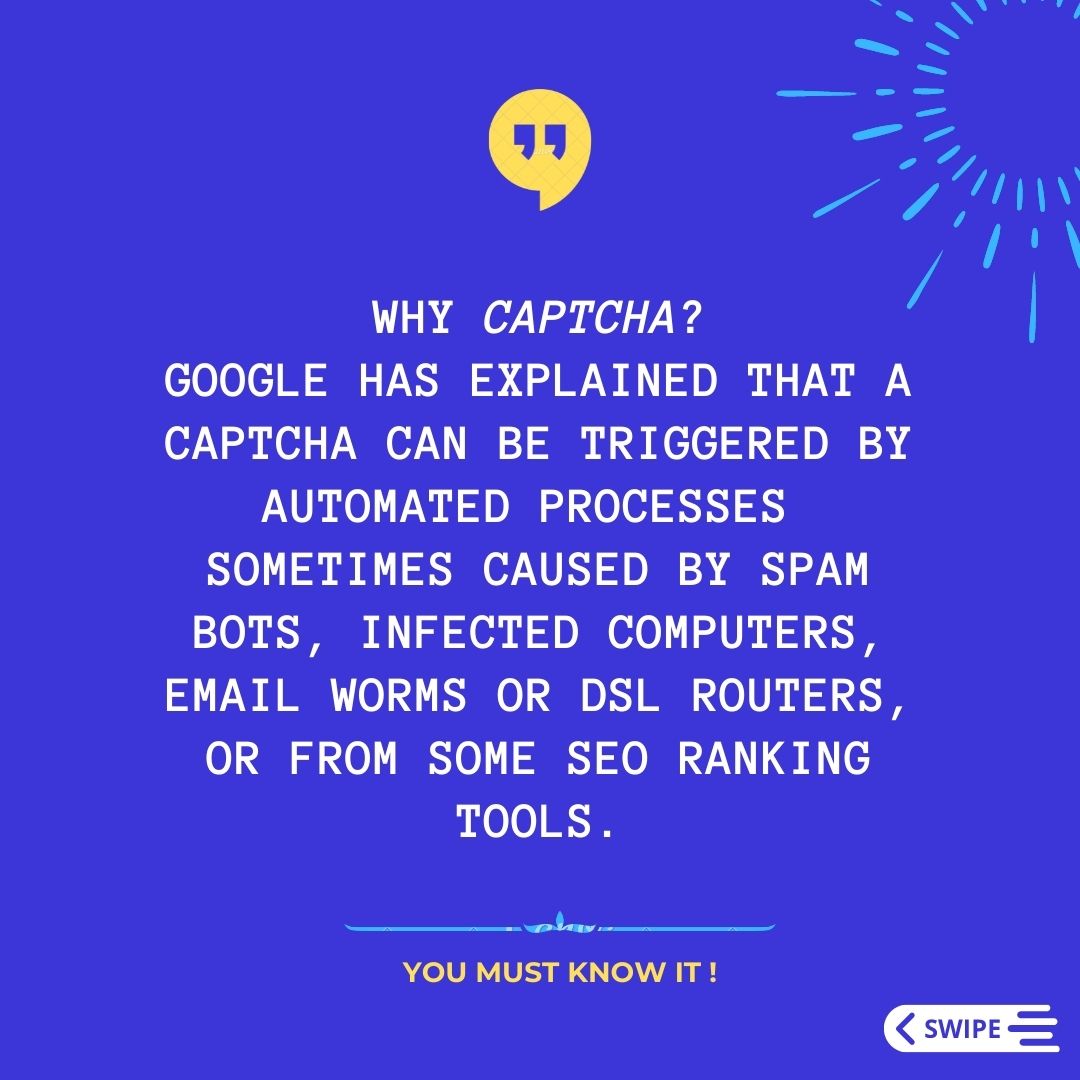 WHY CAPTCHA?
GOOGLE HAS EXPLAINED THAT A
CAPTCHA CAN BE TRIGGERED BY
AUTOMATED PROCESSES
SOMETIMES CAUSED BY SPAM
BOTS, INFECTED COMPUTERS,
EMAIL WORMS OR DSL ROUTERS,
OR FROM SOME SEO RANKING
TOOLS.
YOU MUST KNOW IT !
SWIPE